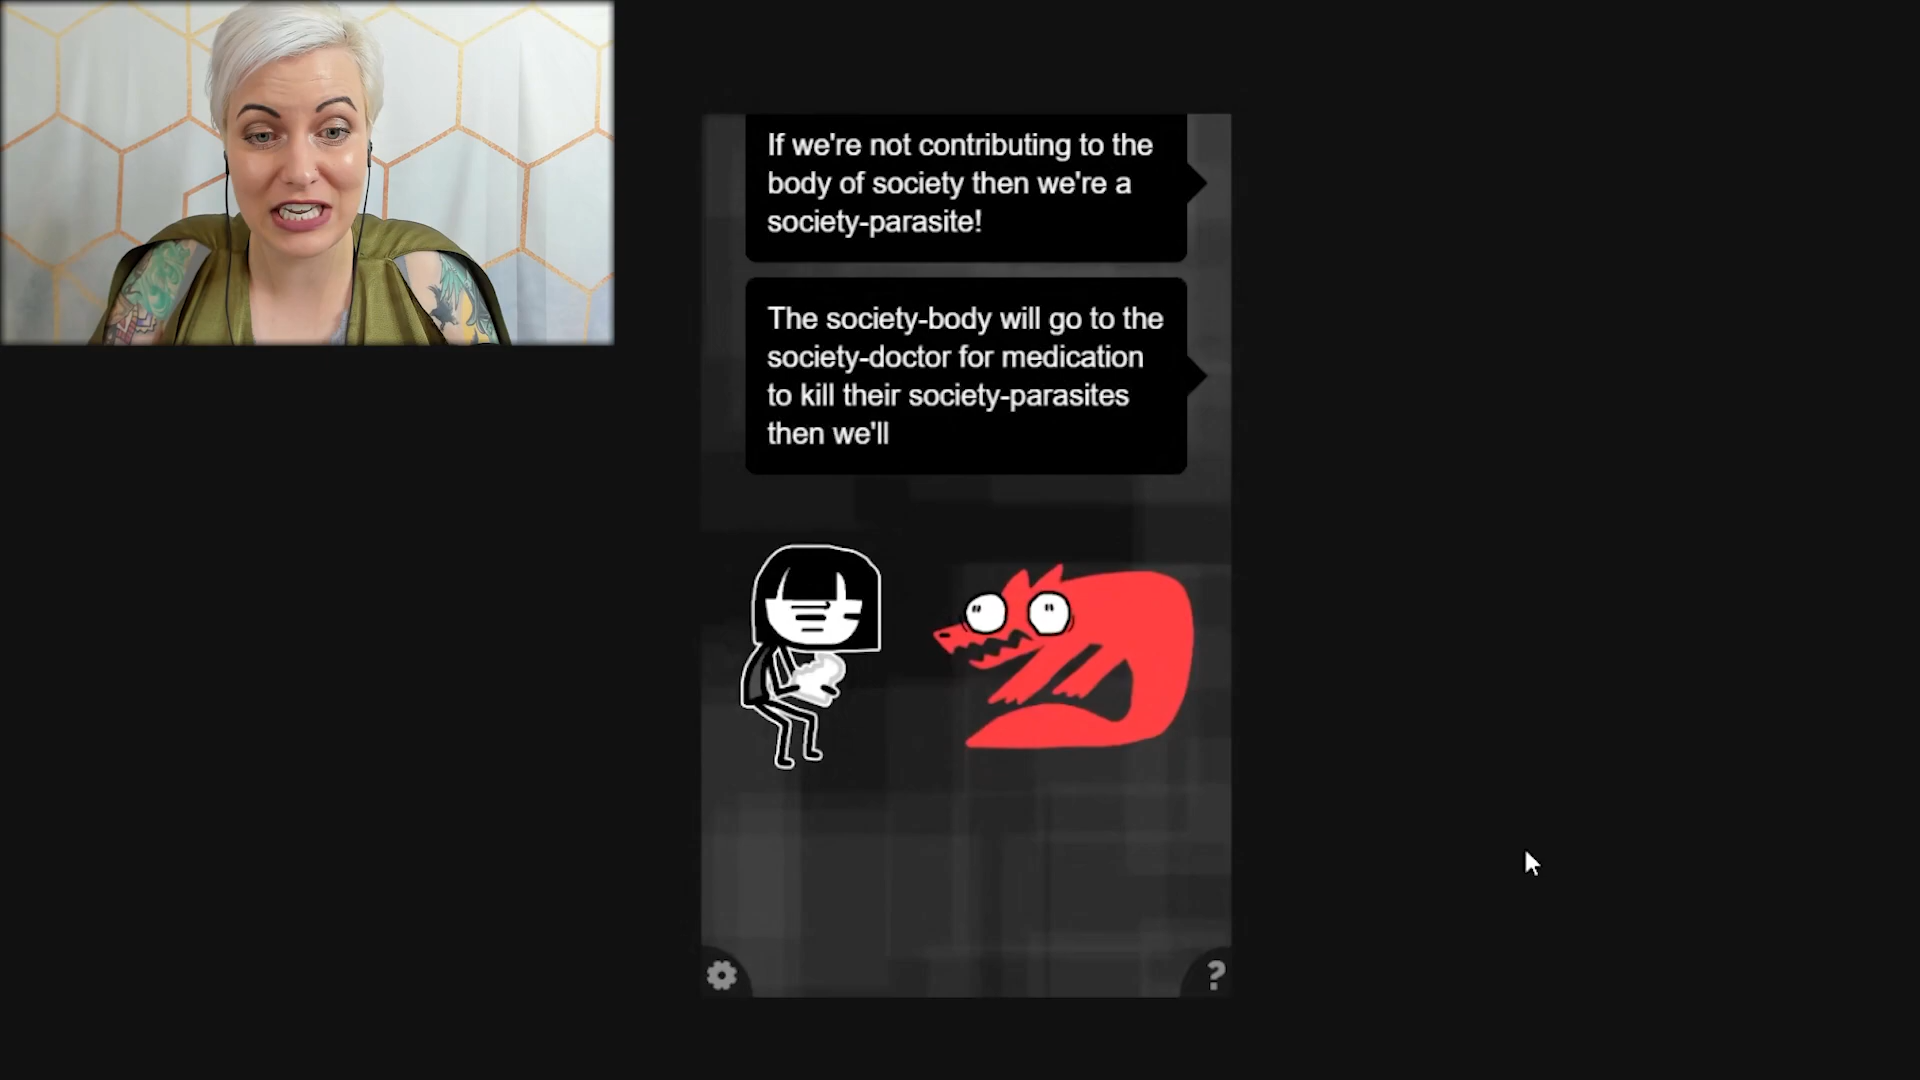 If we're not contributing to the
body of society then we're a
society-parasite!
The society-body will go to the
society-doctor for medication
to kill their society-parasites
then we'll
?